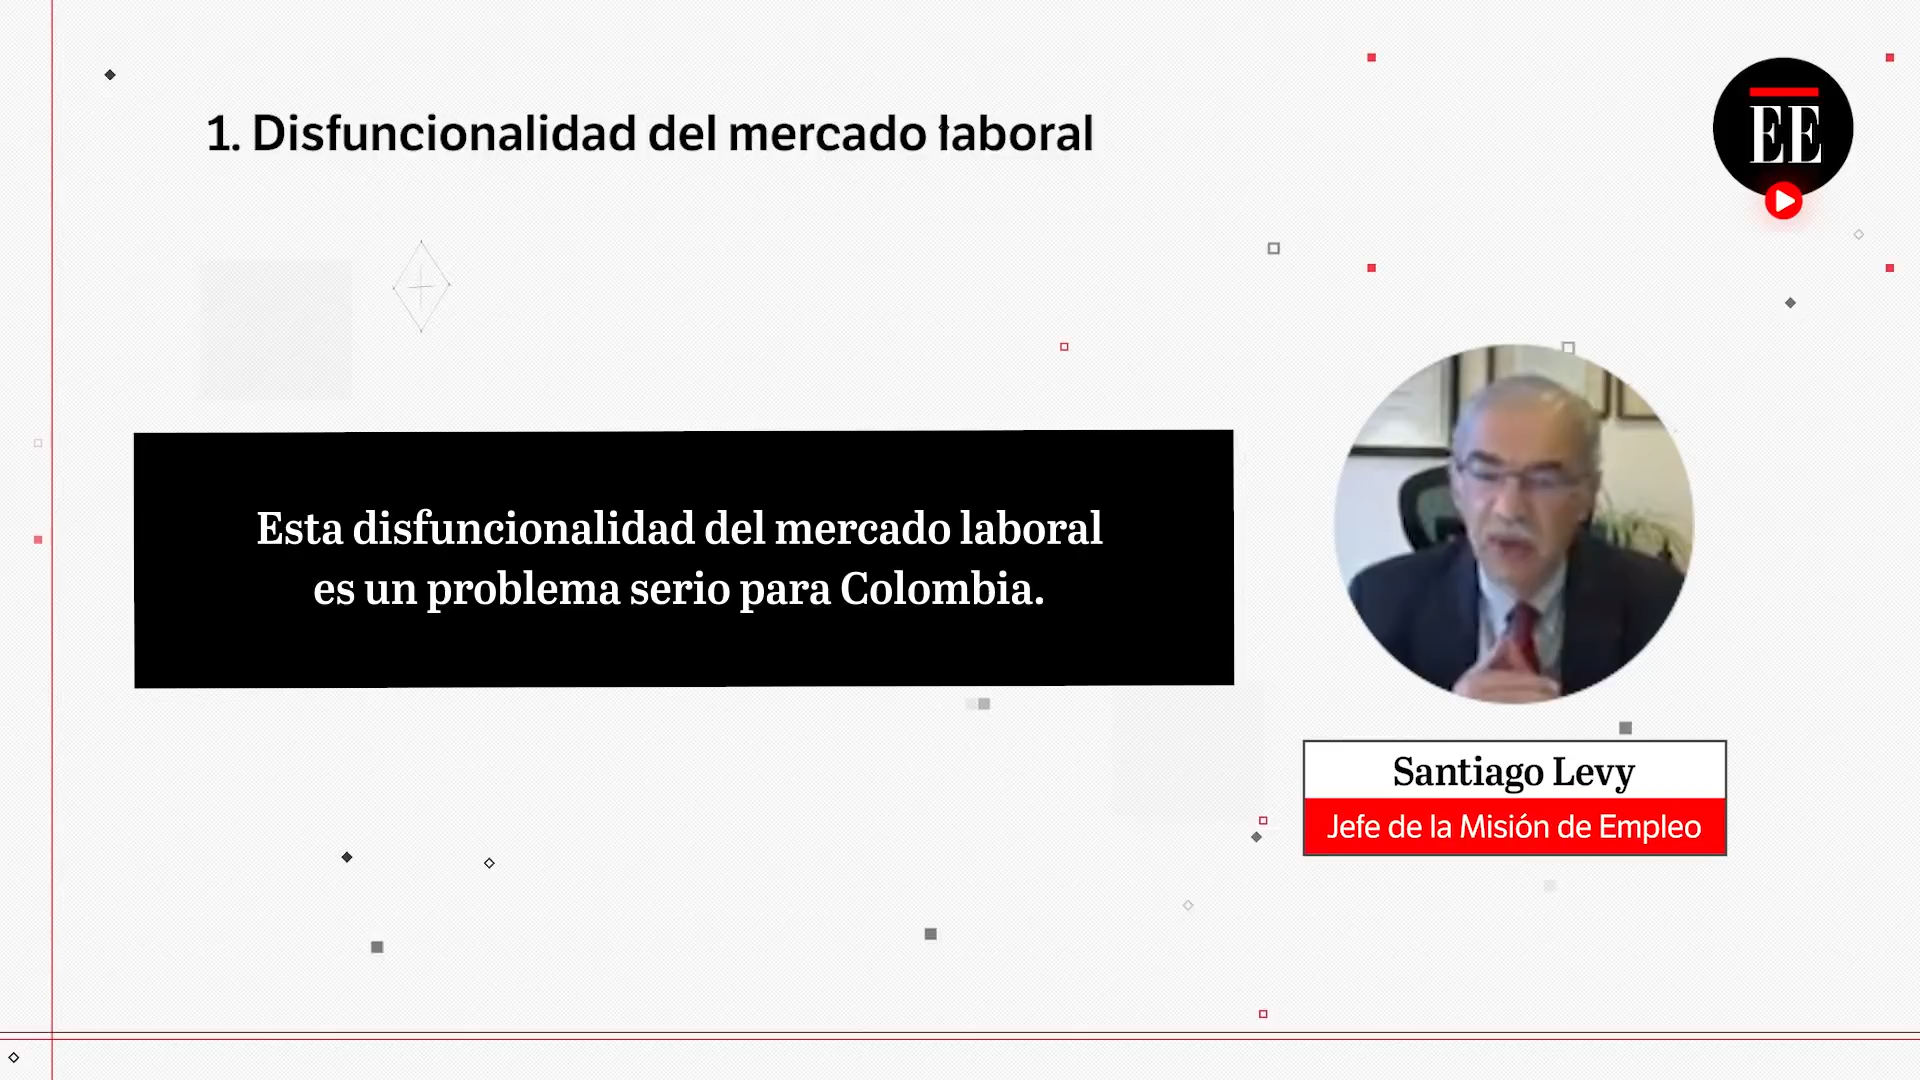 1. Disfuncionalidad del mercado laboral
EE
Esta disfuncionalidad del mercado laboral
es un problema serio para Colombia.
Santiago Levy
Jefe de la Misión de Empleo